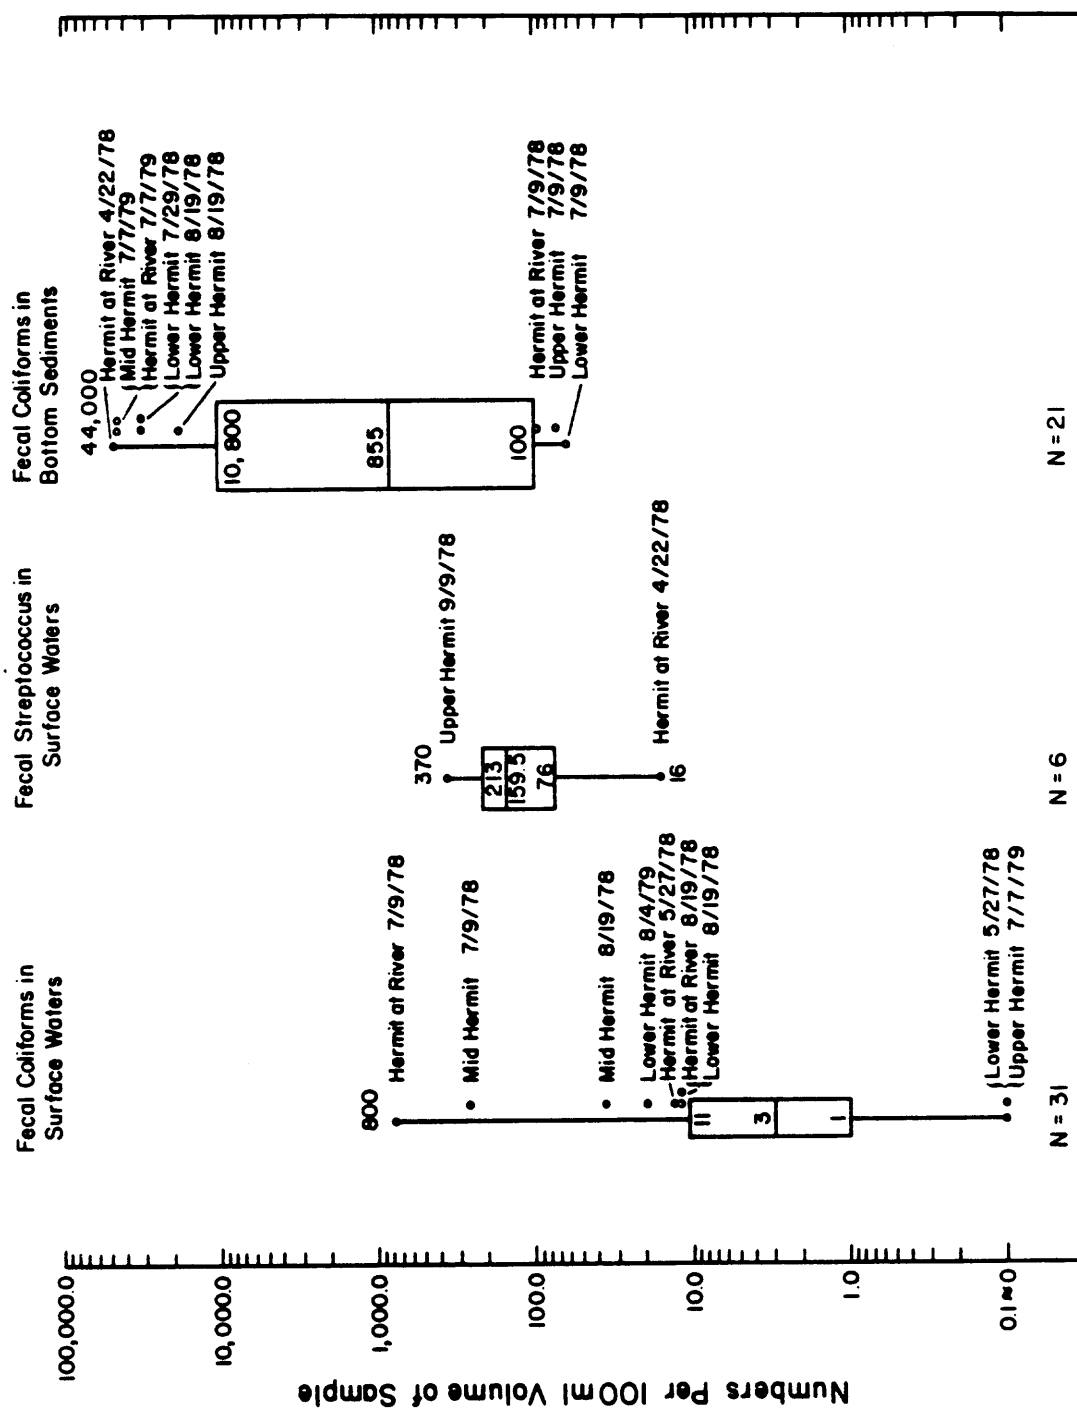 Fecal Coliforms in
Surface Waters
Fecal Streptococcus in
Surface Waters
Fecal Coliforms in
Bottom Sediments
Numbers Per 100 ml Volume of Sample
100,000.0
10,000.0
1,000.0
100.0
10.0
1.0
0.1≈0
800
Hermit at River 7/9/78
Mid Hermit 7/9/78
Mid Hermit 8/19/78
Lower Hermit 8/4/79
Hermit at River 5/27/78
Hermit at River 8/19/78
Lower Hermit 8/19/78
11
3
1
Lower Hermit 5/27/78
Upper Hermit 7/7/79
N = 31
370
Upper Hermit 9/9/78
213
159.5
76
16
Hermit at River 4/22/78
N = 6
44,000
Hermit at River 4/22/78
Mid Hermit 7/7/79
Hermit at River 7/7/79
Lower Hermit 7/29/78
Lower Hermit 8/19/78
Upper Hermit 8/19/78
10,800
855
100
Hermit at River 7/9/78
Upper Hermit 7/9/78
Lower Hermit 7/9/78
N = 21